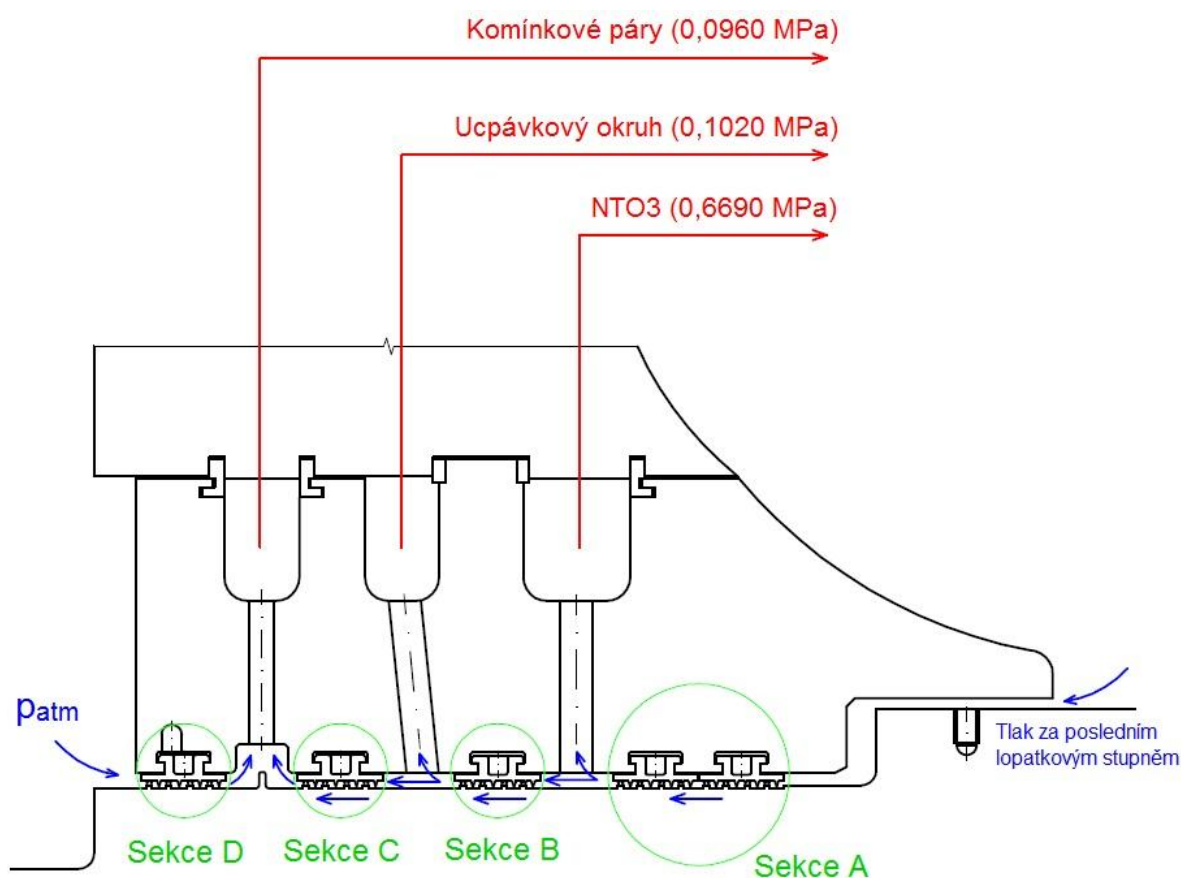 Komínkové páry (0,0960 MPa)
Ucpávkový okruh (0,1020 MPa)
NTO3 (0,6690 MPa)
patm
Tlak za posledním
lopatkovým stupněm
Sekce D
Sekce C
Sekce B
Sekce A